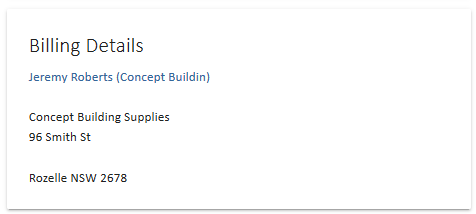 Billing Details
Jeremy Roberts (Concept Buildin)
Concept Building Supplies
96 Smith St
Rozelle NSW 2678